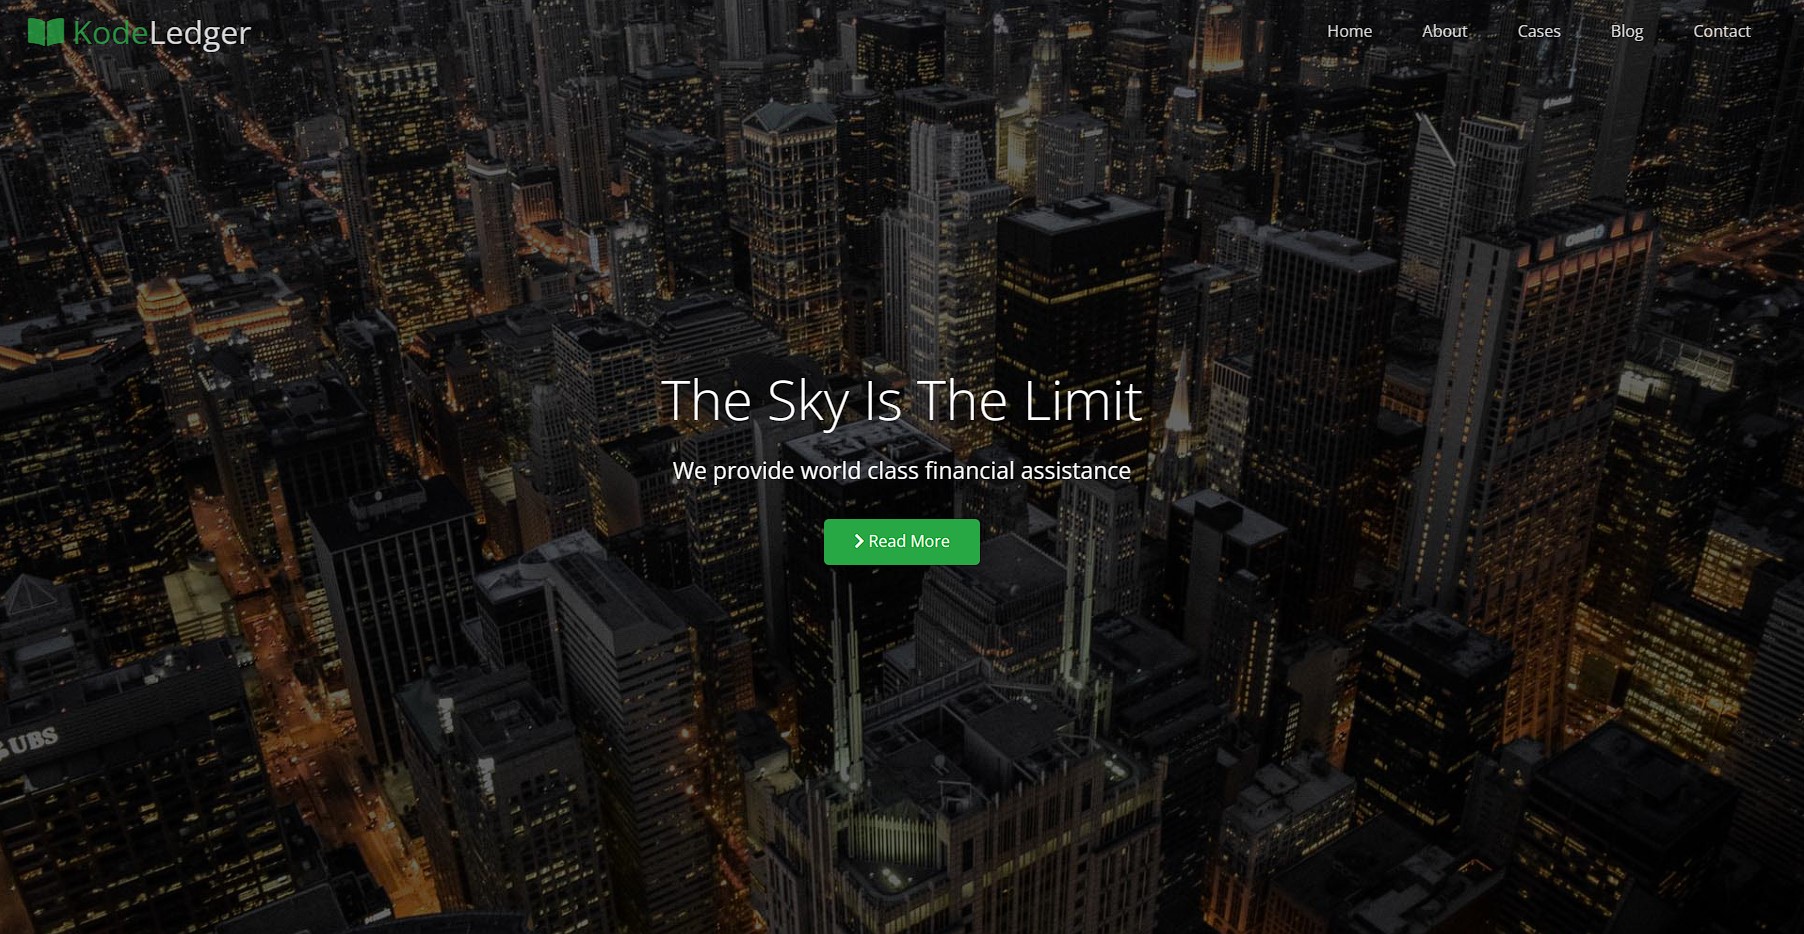 KodeLedger
Home About Cases Blog Contact
The Sky Is The Limit
We provide world class financial assistance
Read More
UBS